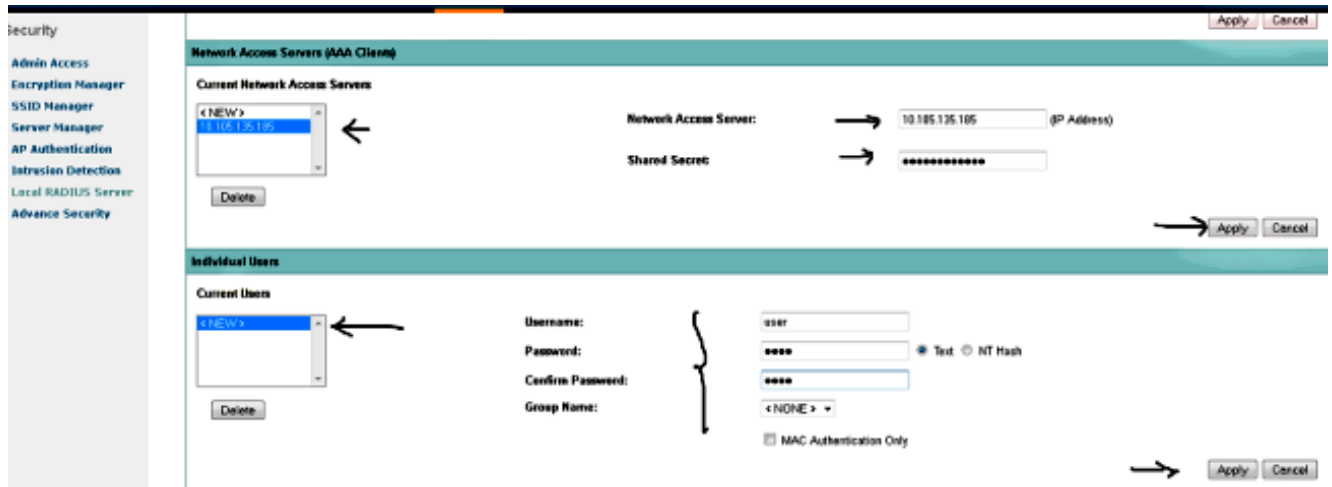 Security
Admin Access
Encryption Manager
SSID Manager
Server Manager
AP Authentication
Intrusion Detection
Local RADIUS Server
Advance Security
Apply Cancel
Network Access Servers (AAA Clients)
Current Network Access Servers
<NEW>
10.105.135.185
Delete
Network Access Server: 10.105.135.185 (IP Address)
Shared Secret: ••••••••••••
Apply Cancel
Individual Users
Current Users
<NEW>
Delete
Username: user
Password: •••• Text NT Hash
Confirm Password: ••••
Group Name: <NONE>
MAC Authentication Only
Apply Cancel